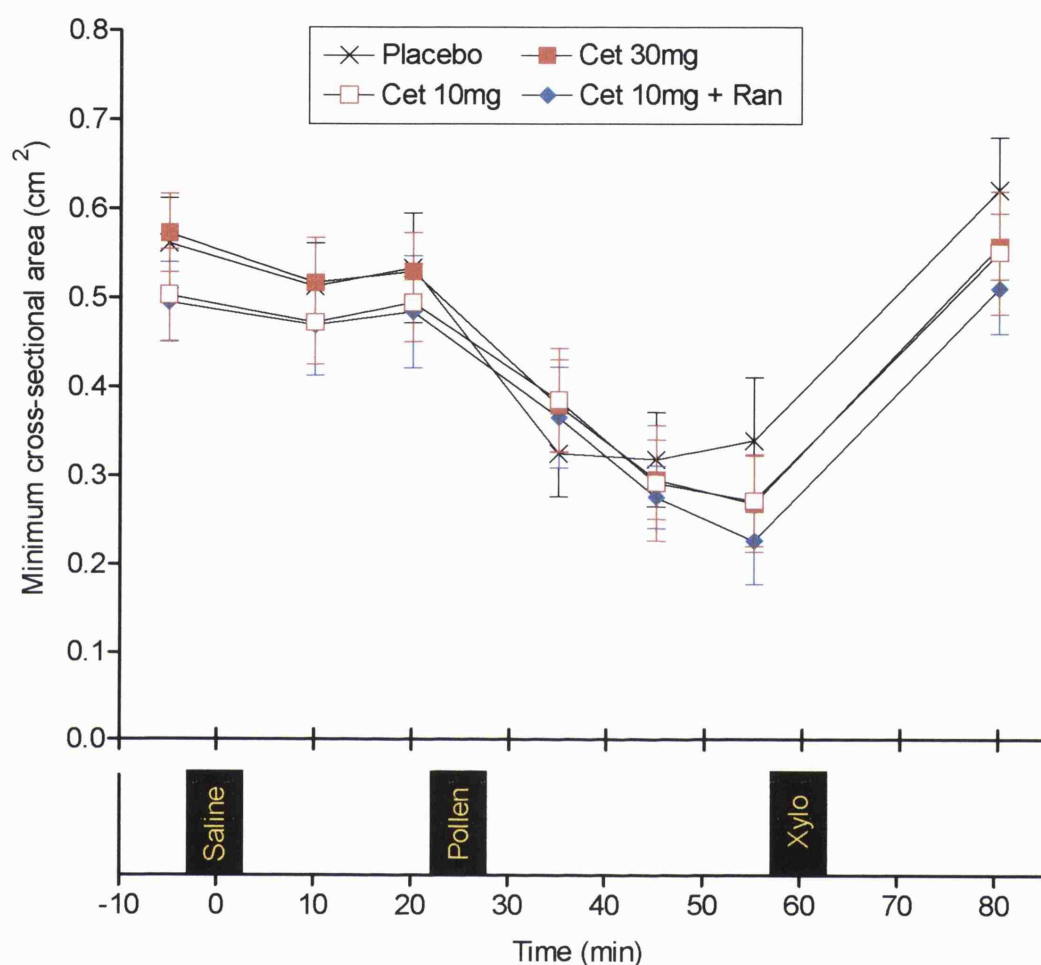 0.8
0.7
0.6
0.5
0.4
0.3
0.2
0.1
0.0
Minimum cross-sectional area (cm 2)
Placebo
Cet 30mg
Cet 10mg
Cet 10mg + Ran
Saline
Pollen
Xylo
-10 0 10 20 30 40 50 60 70 80
Time (min)